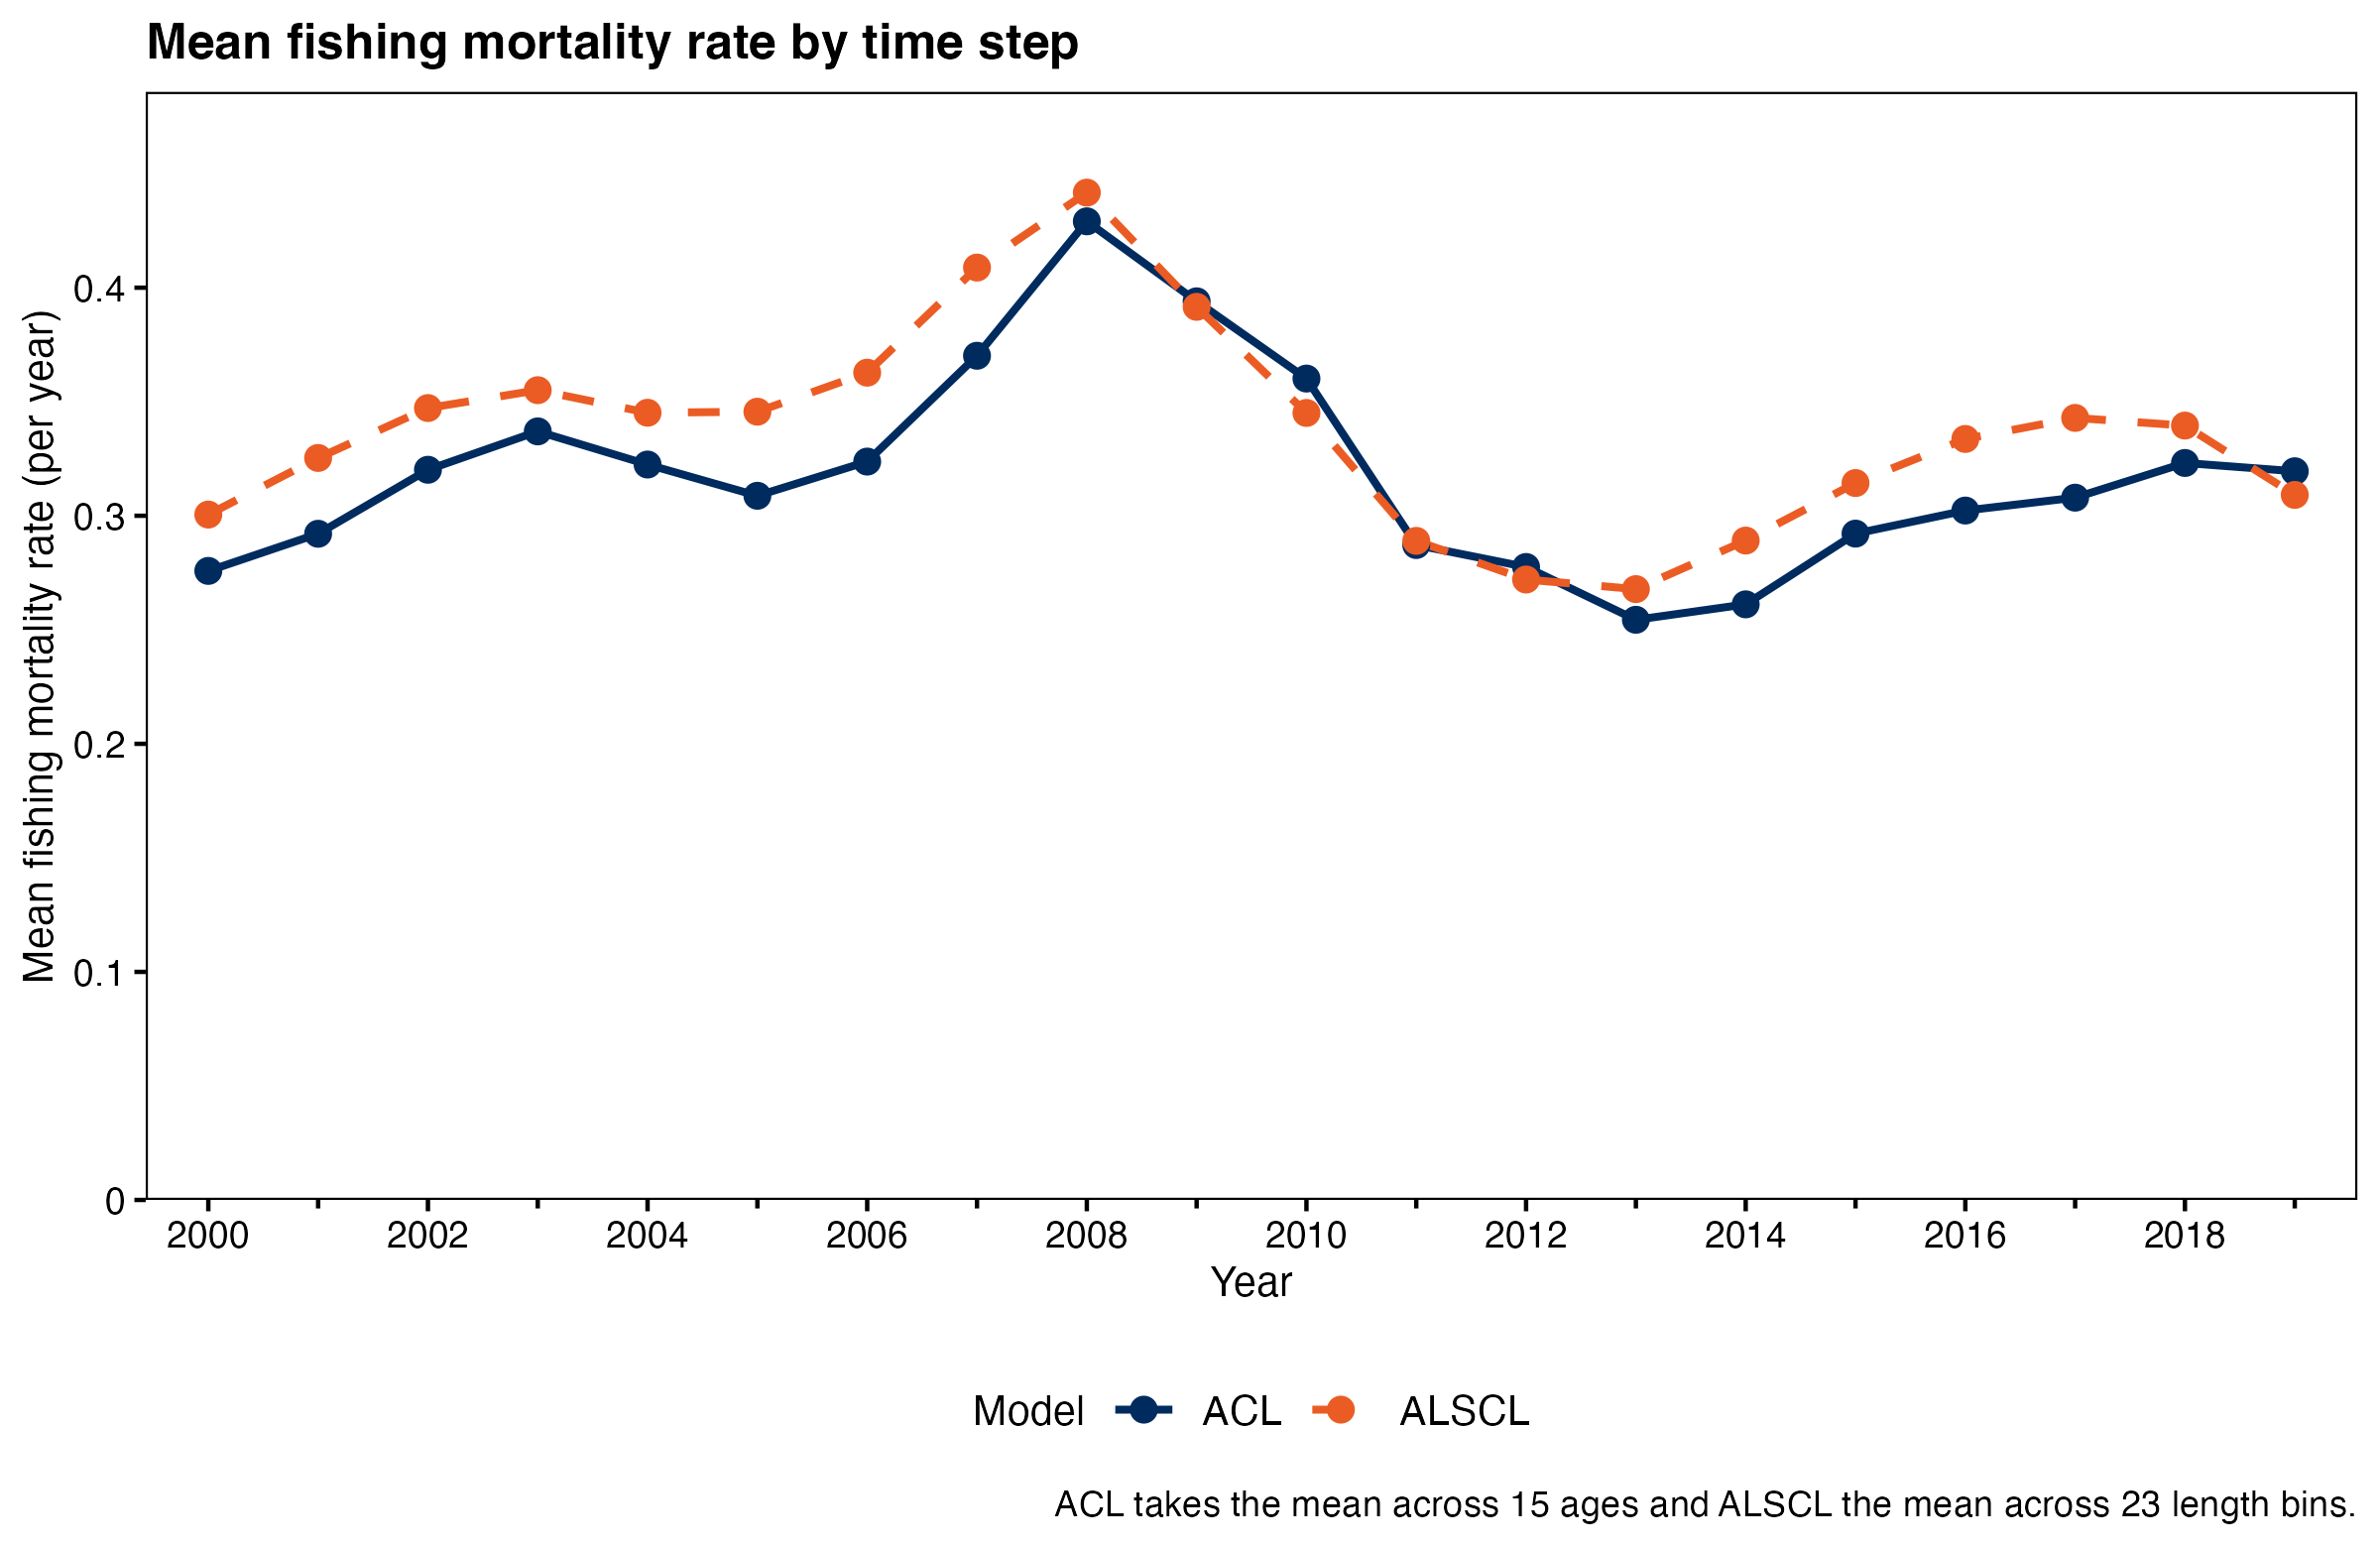 Mean fishing mortality rate by time step
Mean fishing mortality rate (per year)
0.4
0.3
0.2
0.1
0
2000 2002 2004 2006 2008 2010 2012 2014 2016 2018
Year
Model ACL ALSCL
ACL takes the mean across 15 ages and ALSCL the mean across 23 length bins.